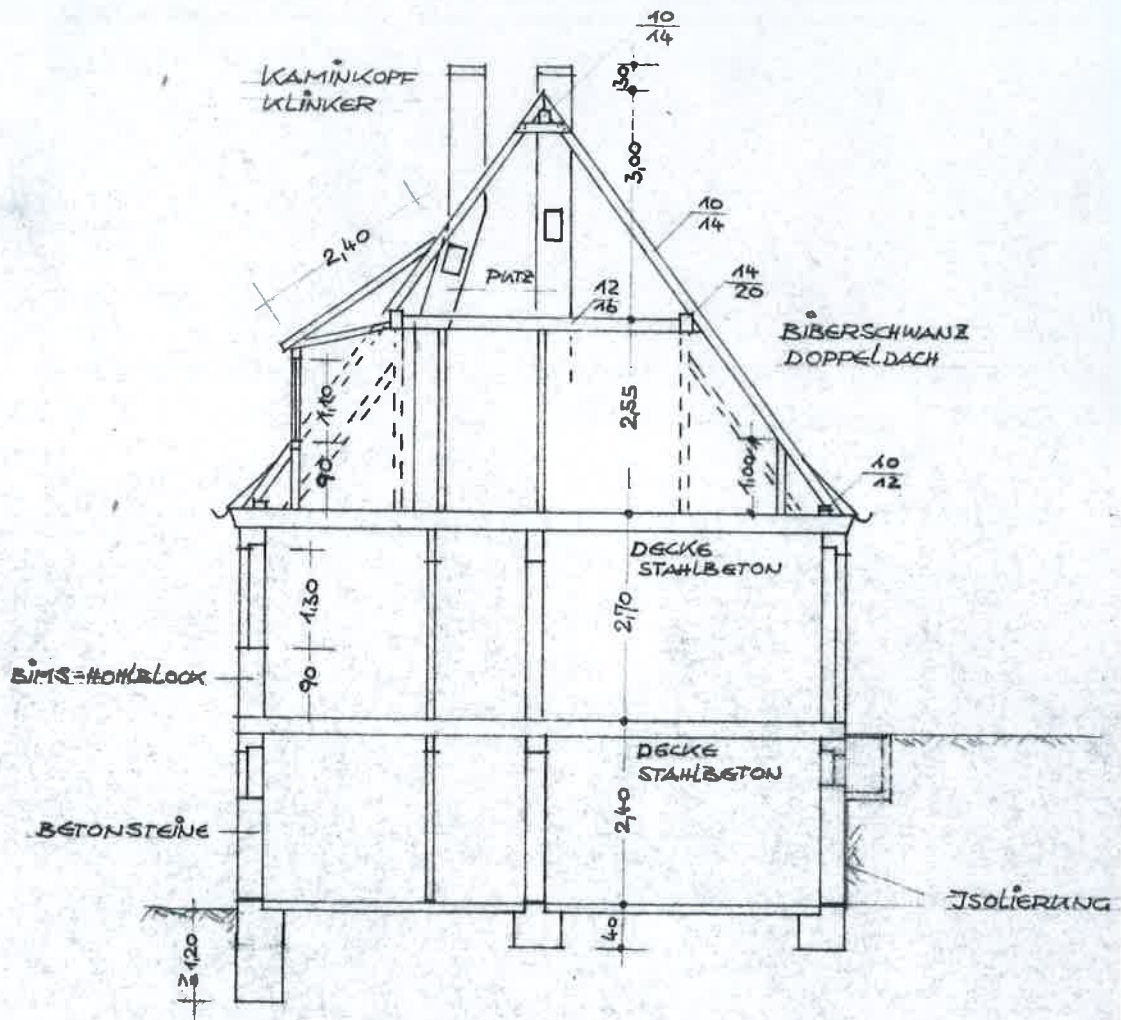 10
14
KAMINKOPF
KLINKER
30
3,00
2,40
10
14
PUTZ
12
16
14
20
BIBERSCHWANZ
DOPPELDACH
1,10
2,55
90
1,00
10
12
DECKE
STAHLBETON
1,30
2,70
90
BIMS=HOHLBLOCK
DECKE
STAHLBETON
2,40
BETONSTEINE
JSOLIERUNG
40
≥1,20